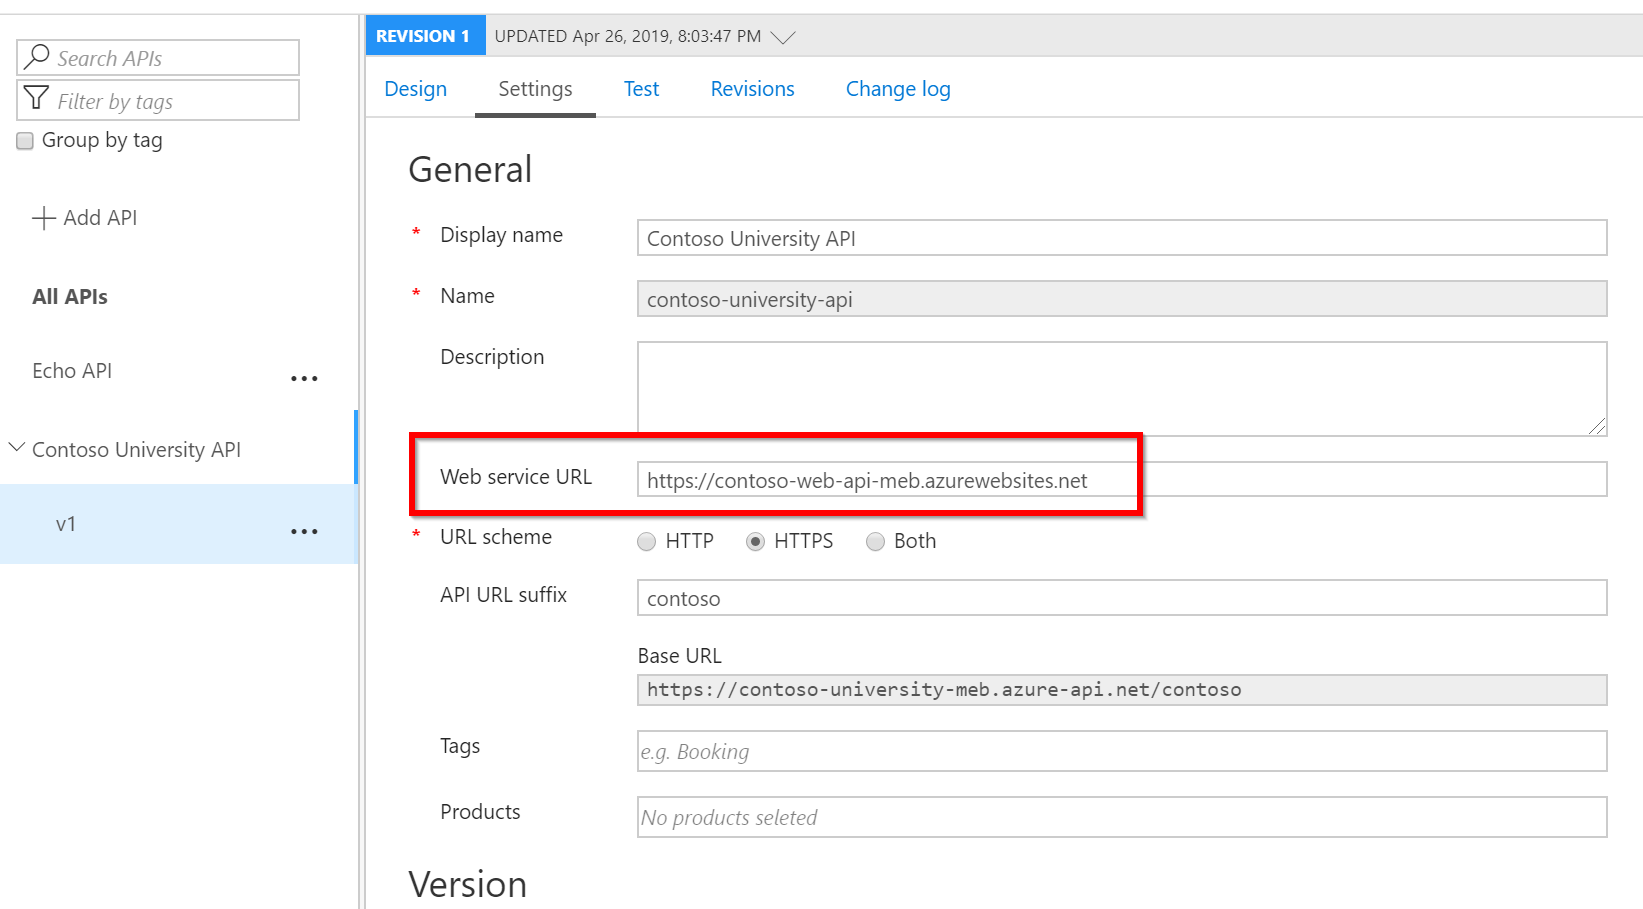 Search APIs
Filter by tags
Group by tag
Add API
All APIs
Echo API
...
Contoso University API
v1
...
REVISION 1 UPDATED Apr 26, 2019, 8:03:47 PM
Design Settings Test Revisions Change log
General
* Display name Contoso University API
* Name contoso-university-api
Description
Web service URL https://contoso-web-api-meb.azurewebsites.net
* URL scheme HTTP HTTPS Both
API URL suffix contoso
Base URL
https://contoso-university-meb.azure-api.net/contoso
Tags e.g. Booking
Products No products seleted
Version